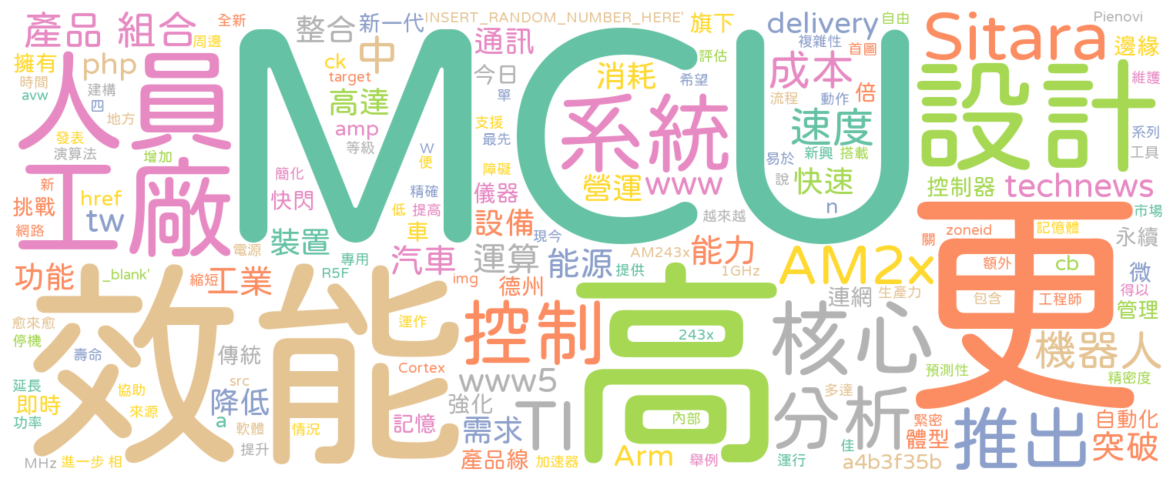 產品 組合
全新
周邊
整合
新一代
INSERT_RANDOM_NUMBER_HERE'
旗下
delivery
自由
複雜性
首圖
Sitara
Pienovi
邊緣
維護
擁有
php
中
ck
target
通訊
今日
單
消耗
評估
希望
成本
倍
流程
動作
時間
建構
avw
四
地方
人員
MCU
高達
amp
等級
支援
最先
系統
速度
設計
系列
工具
發表
演算法
增加
W
便
障礙
新興
搭載
易於
說
快速
控制器
technews
簡化
精確
儀器
營運
www
n
新
挑戰
網路
href
tw
工廠
快閃
低
提高
車
設備
越來越
市場
記憶體
永續
關
zoneid
裝置
電源
專用
現今
汽車
運算
能源
提供
AM243x
能力
1GHz
AM2x
更
額外
cb
微
得以
功能
_blank'
縮短
工業
R5F
img
德州
連網
生產力
包含
工程師
管理
愈來愈
停機
效能
運作
控制
高
243x
核心
機器人
壽命
傳統
Cortex
www5
多達
預測性
精密度
延長
即時
功率
協助
來源
src
降低
a
軟體
情況
記憶
強化
需求
TI
內部
分析
佳
緊密
體型
推出
自動化
突破
提升
MHz
進一步 相
產品線
加速器
Arm
舉例
運行
a4b3f35b